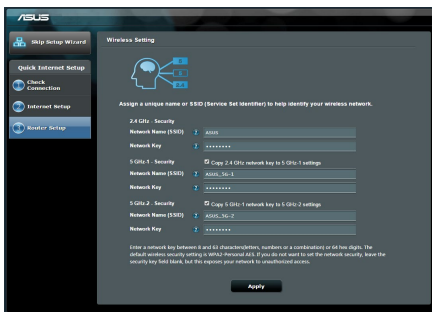 ASUS
Skip Setup Wizard
Quick Internet Setup
1 Check Connection
2 Internet Setup
3 Router Setup
Wireless Setting
5
G
2.4
Assign a unique name or SSID (Service Set Identifier) to help identify your wireless network.
2.4 GHz - Security
Network Name (SSID) ? ASUS
Network Key ? ••••••••
5 GHz-1 - Security Copy 2.4 GHz network key to 5 GHz-1 settings
Network Name (SSID) ? ASUS_5G-1
Network Key ? ••••••••
5 GHz-2 - Security Copy 5 GHz-1 network key to 5 GHz-2 settings
Network Name (SSID) ? ASUS_5G-2
Network Key ? ••••••••
Enter a network key between 8 and 63 characters(letters, numbers or a combination) or 64 hex digits. The
default wireless security setting is WPA2-Personal AES. If you do not want to set the network security, leave the
security key field blank, but this exposes your network to unauthorized access.
Apply